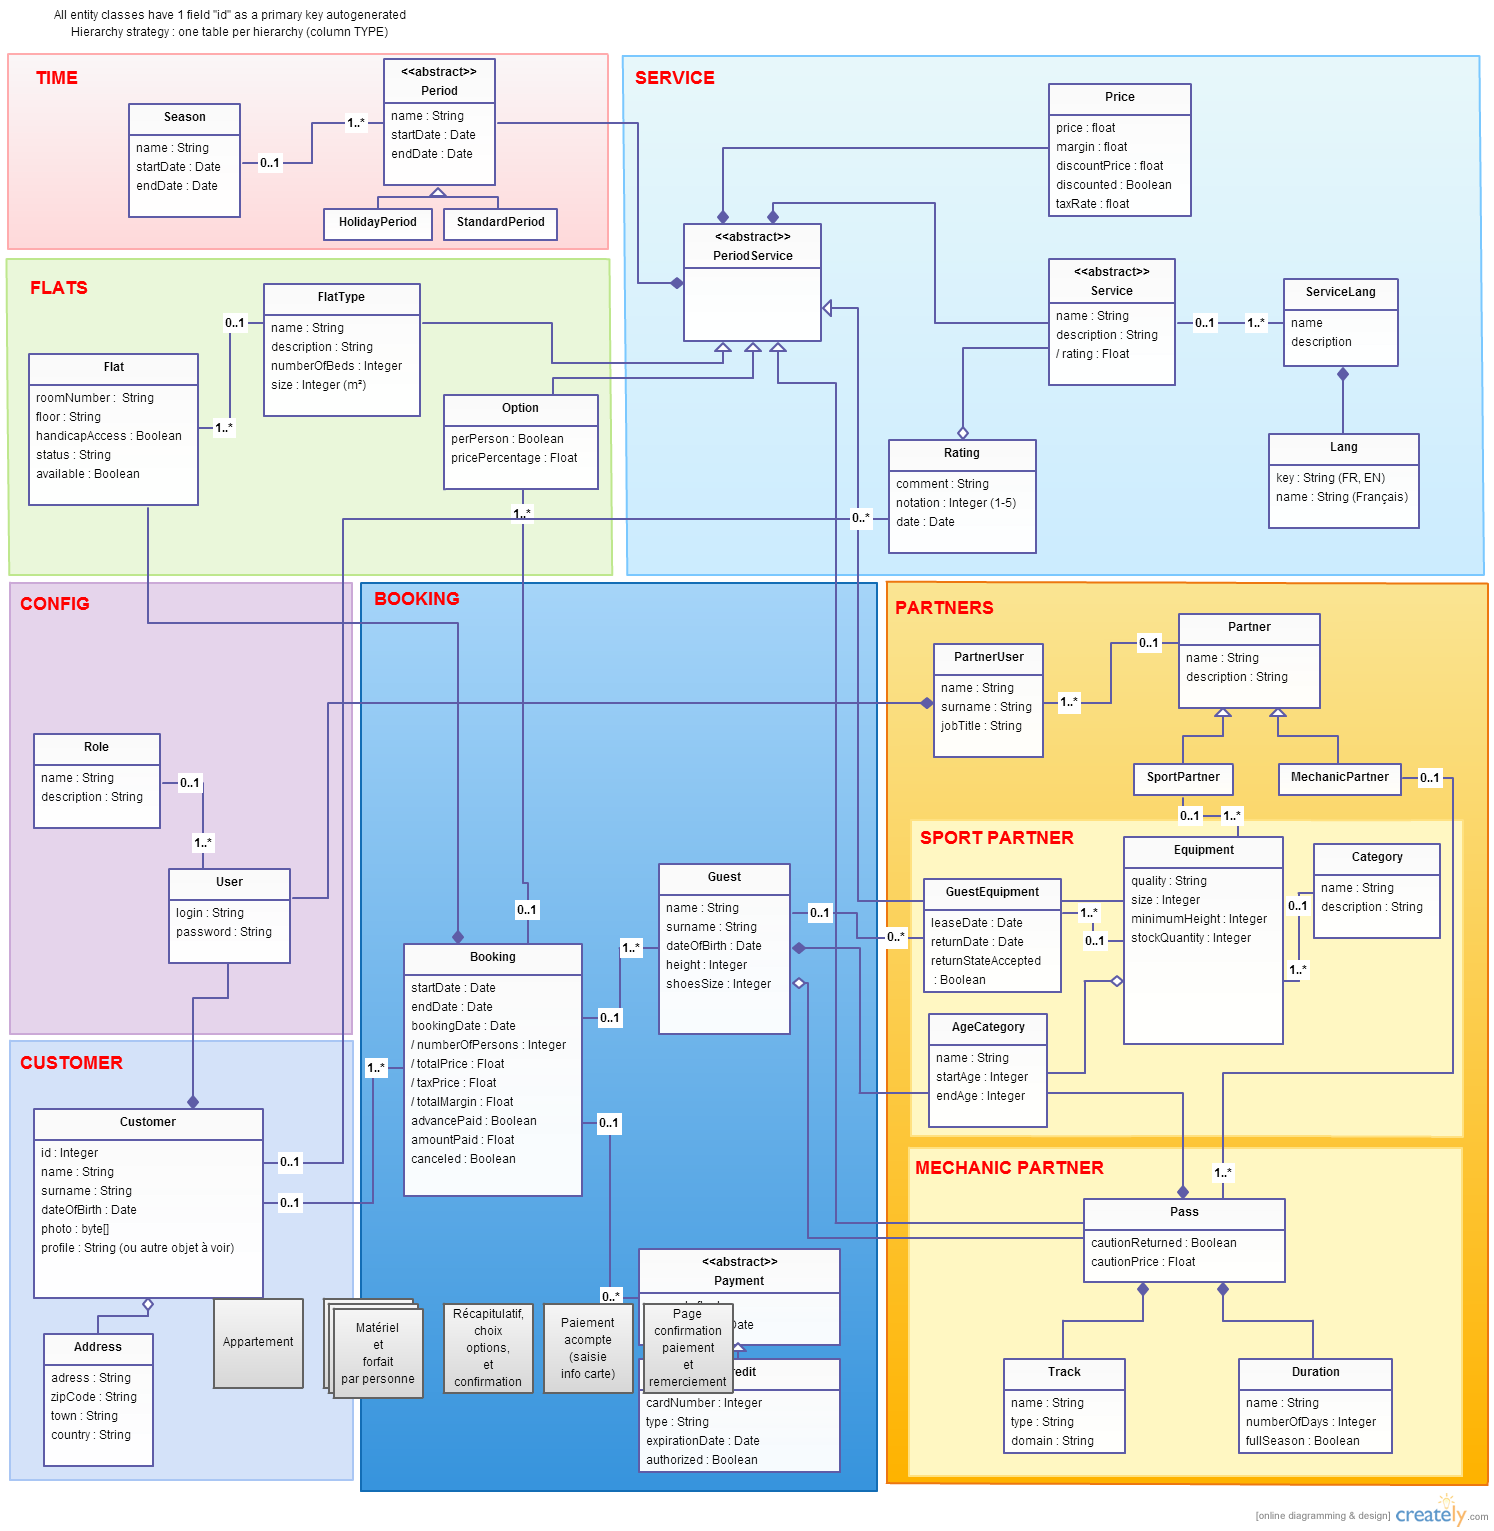 All entity classes have 1 field "id" as a primary key autogenerated
Hierarchy strategy : one table per hierarchy (column TYPE)
TIME
Season
name : String
startDate : Date
endDate : Date
0..1
1..*
<<abstract>>
Period
name : String
startDate : Date
endDate : Date
HolidayPeriod
StandardPeriod
SERVICE
Price
price : float
margin : float
discountPrice : float
discounted : Boolean
taxRate : float
<<abstract>>
PeriodService
<<abstract>>
Service
name : String
description : String
/ rating : Float
0..1
1..*
ServiceLang
name
description
Lang
key : String (FR, EN)
name : String (Français)
Rating
comment : String
notation : Integer (1-5)
date : Date
0..*
FLATS
FlatType
name : String
description : String
numberOfBeds : Integer
size : Integer (m²)
0..1
1..*
Flat
roomNumber : String
floor : String
handicapAccess : Boolean
status : String
available : Boolean
Option
perPerson : Boolean
pricePercentage : Float
1..*
CONFIG
Role
name : String
description : String
0..1
1..*
User
login : String
password : String
BOOKING
0..1
Booking
startDate : Date
endDate : Date
bookingDate : Date
/ numberOfPersons : Integer
/ totalPrice : Float
/ taxPrice : Float
/ totalMargin : Float
advancePaid : Boolean
amountPaid : Float
canceled : Boolean
1..*
0..1
1..*
0..1
0..*
Guest
name : String
surname : String
dateOfBirth : Date
height : Integer
shoesSize : Integer
0..1
0..*
<<abstract>>
Payment
Date
redit
cardNumber : Integer
type : String
expirationDate : Date
authorized : Boolean
PARTNERS
Partner
name : String
description : String
0..1
1..*
PartnerUser
name : String
surname : String
jobTitle : String
SportPartner
MechanicPartner
0..1
0..1
1..*
SPORT PARTNER
GuestEquipment
leaseDate : Date
returnDate : Date
returnStateAccepted
: Boolean
1..*
0..1
Equipment
quality : String
size : Integer
minimumHeight : Integer
stockQuantity : Integer
0..1
1..*
Category
name : String
description : String
AgeCategory
name : String
startAge : Integer
endAge : Integer
MECHANIC PARTNER
1..*
Pass
cautionReturned : Boolean
cautionPrice : Float
Track
name : String
type : String
domain : String
Duration
name : String
numberOfDays : Integer
fullSeason : Boolean
CUSTOMER
Customer
id : Integer
name : String
surname : String
dateOfBirth : Date
photo : byte[]
profile : String (ou autre objet à voir)
0..1
0..1
Address
adress : String
zipCode : String
town : String
country : String
Appartement
Matériel
et
forfait
par personne
Récapitulatif,
choix
options,
et
confirmation
Paiement
acompte
(saisie
info carte)
Page
confirmation
paiement
et
remerciement
[online diagramming & design] creately.com